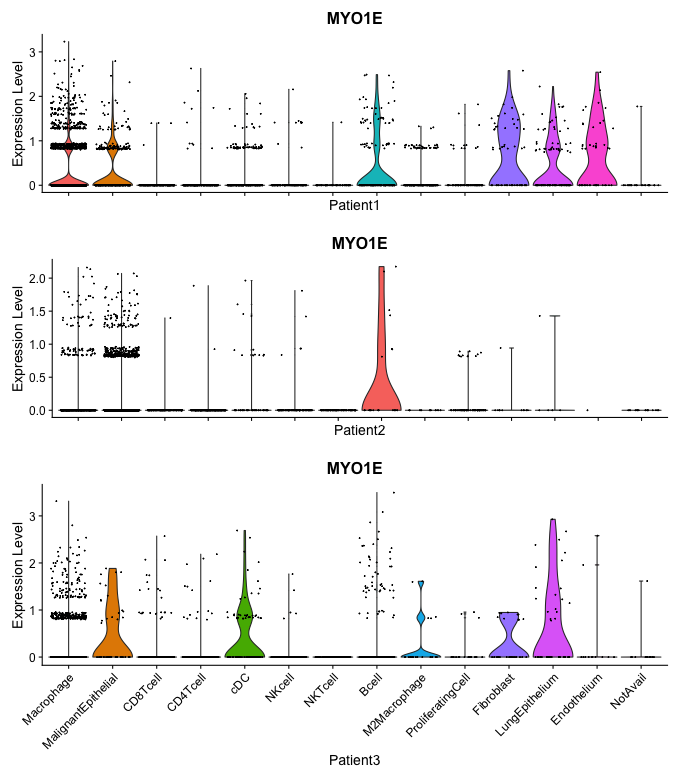 MYO1E
Expression Level
3
2
1
0
Patient1
MYO1E
Expression Level
2.0
1.5
1.0
0.5
0.0
Patient2
MYO1E
Expression Level
3
2
1
0
Macrophage
MalignantEpithelial
CD8Tcell
CD4Tcell
cDC
NKcell
NKTcell
Bcell
M2Macrophage
ProliferatingCell
Fibroblast
LungEpithelium
Endothelium
NotAvail
Patient3